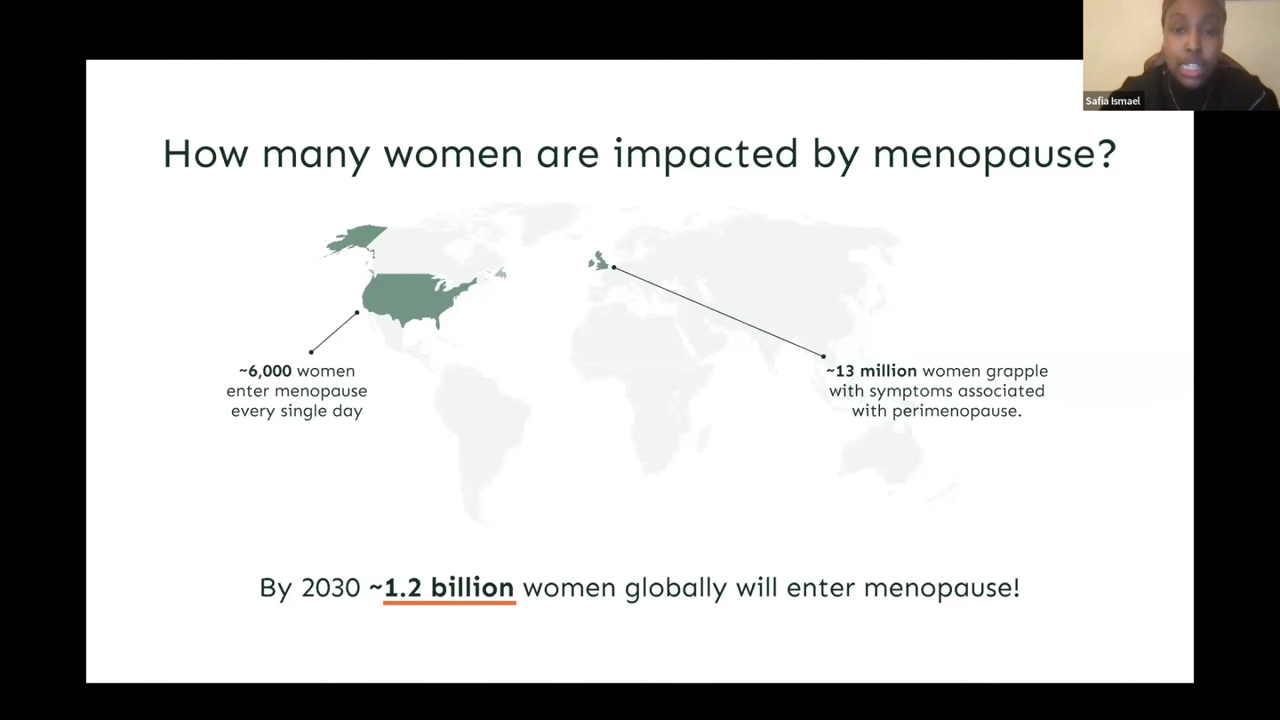 Safia Ismael
How many women are impacted by menopause?
~6,000 women
enter menopause
every single day
~13 million women grapple
with symptoms associated
with perimenopause.
By 2030 ~1.2 billion women globally will enter menopause!